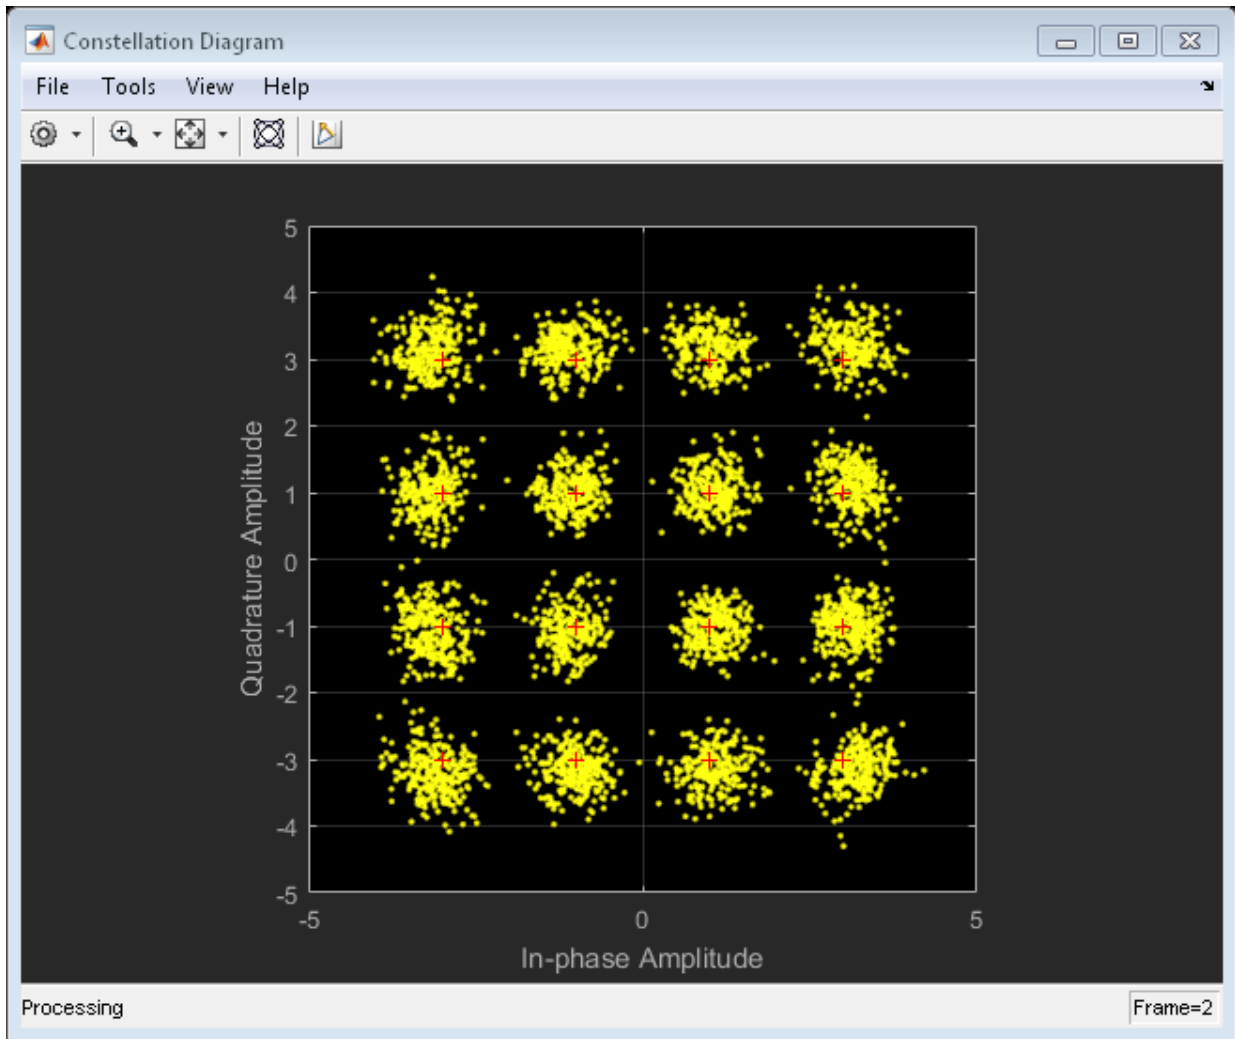 Constellation Diagram
File Tools View Help
5
4
3
2
1
0
-1
-2
-3
-4
-5
Quadrature Amplitude
-5 0 5
In-phase Amplitude
Processing Frame=2